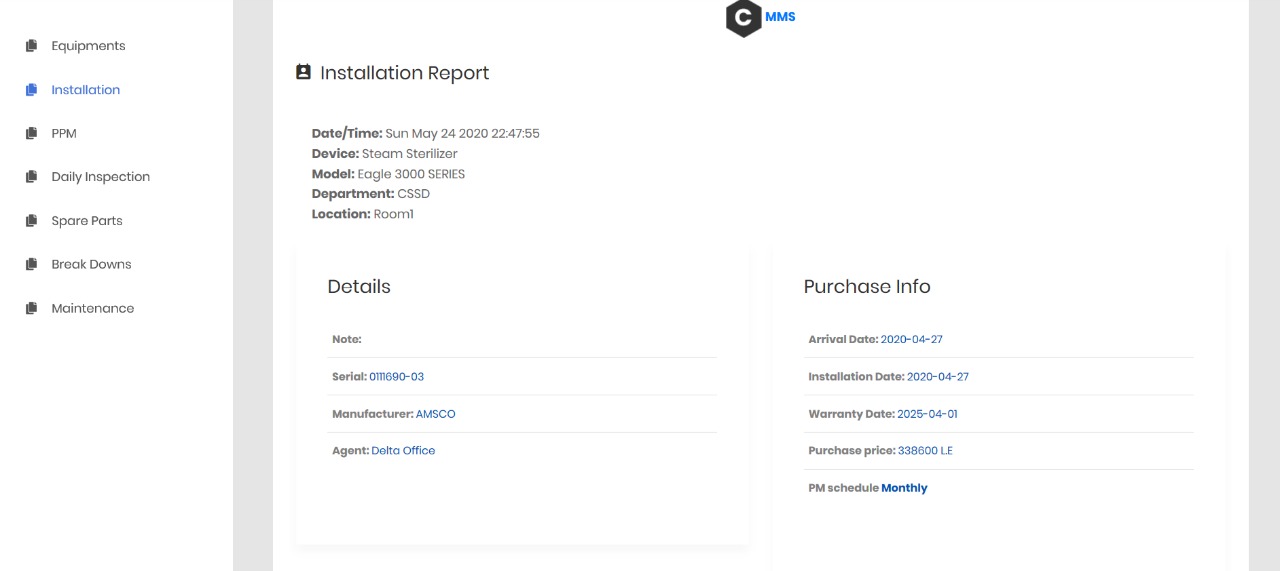 C MMS
Equipments
Installation
PPM
Daily Inspection
Spare Parts
Break Downs
Maintenance
Installation Report
Date/Time: Sun May 24 2020 22:47:55
Device: Steam Sterilizer
Model: Eagle 3000 SERIES
Department: CSSD
Location: Room1
Details
Note:
Serial: 0111690-03
Manufacturer: AMSCO
Agent: Delta Office
Purchase Info
Arrival Date: 2020-04-27
Installation Date: 2020-04-27
Warranty Date: 2025-04-01
Purchase price: 338600 L.E
PM schedule Monthly